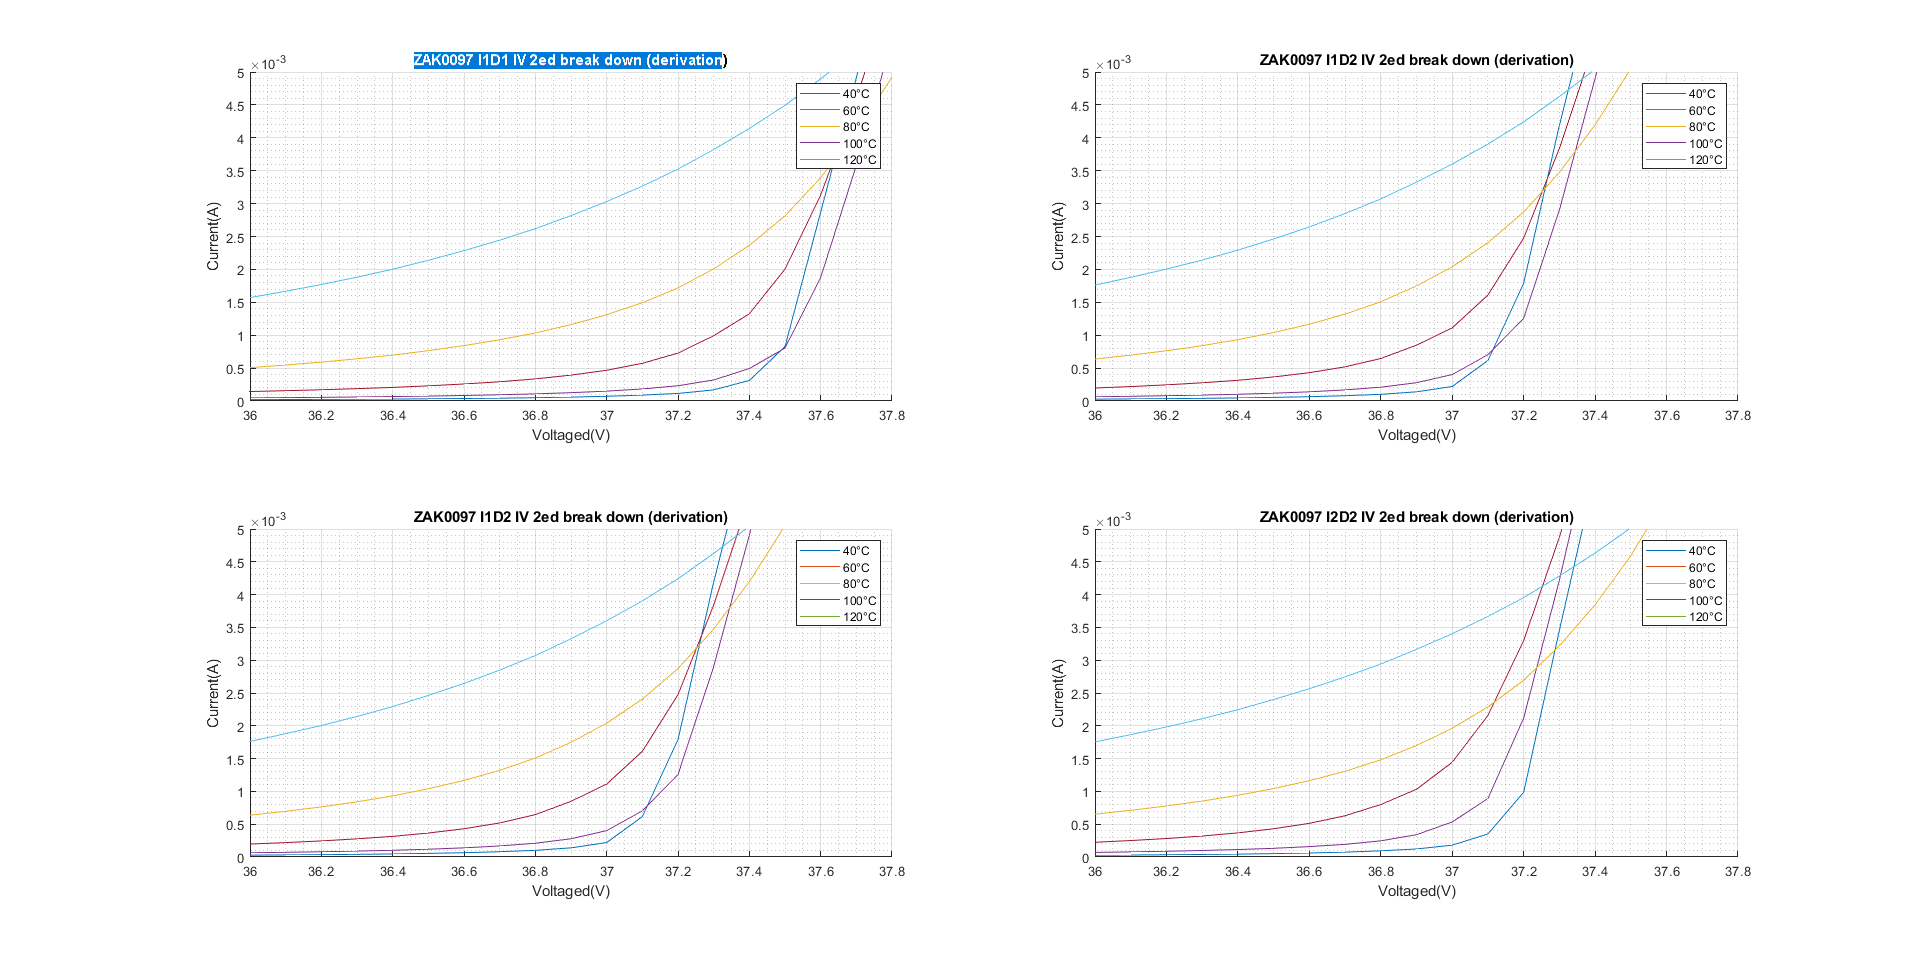 ZAK0097 I1D1 IV 2ed break down (derivation)
×10-3
5
4.5
4
3.5
3
2.5
2
1.5
1
0.5
0
Current(A)
36 36.2 36.4 36.6 36.8 37 37.2 37.4 37.6 37.8
Voltaged(V)
40°C
60°C
80°C
100°C
120°C
ZAK0097 I1D2 IV 2ed break down (derivation)
×10-3
5
4.5
4
3.5
3
2.5
2
1.5
1
0.5
0
Current(A)
36 36.2 36.4 36.6 36.8 37 37.2 37.4 37.6 37.8
Voltaged(V)
40°C
60°C
80°C
100°C
120°C
ZAK0097 I1D2 IV 2ed break down (derivation)
×10-3
5
4.5
4
3.5
3
2.5
2
1.5
1
0.5
0
Current(A)
36 36.2 36.4 36.6 36.8 37 37.2 37.4 37.6 37.8
Voltaged(V)
40°C
60°C
80°C
100°C
120°C
ZAK0097 I2D2 IV 2ed break down (derivation)
×10-3
5
4.5
4
3.5
3
2.5
2
1.5
1
0.5
0
Current(A)
36 36.2 36.4 36.6 36.8 37 37.2 37.4 37.6 37.8
Voltaged(V)
40°C
60°C
80°C
100°C
120°C